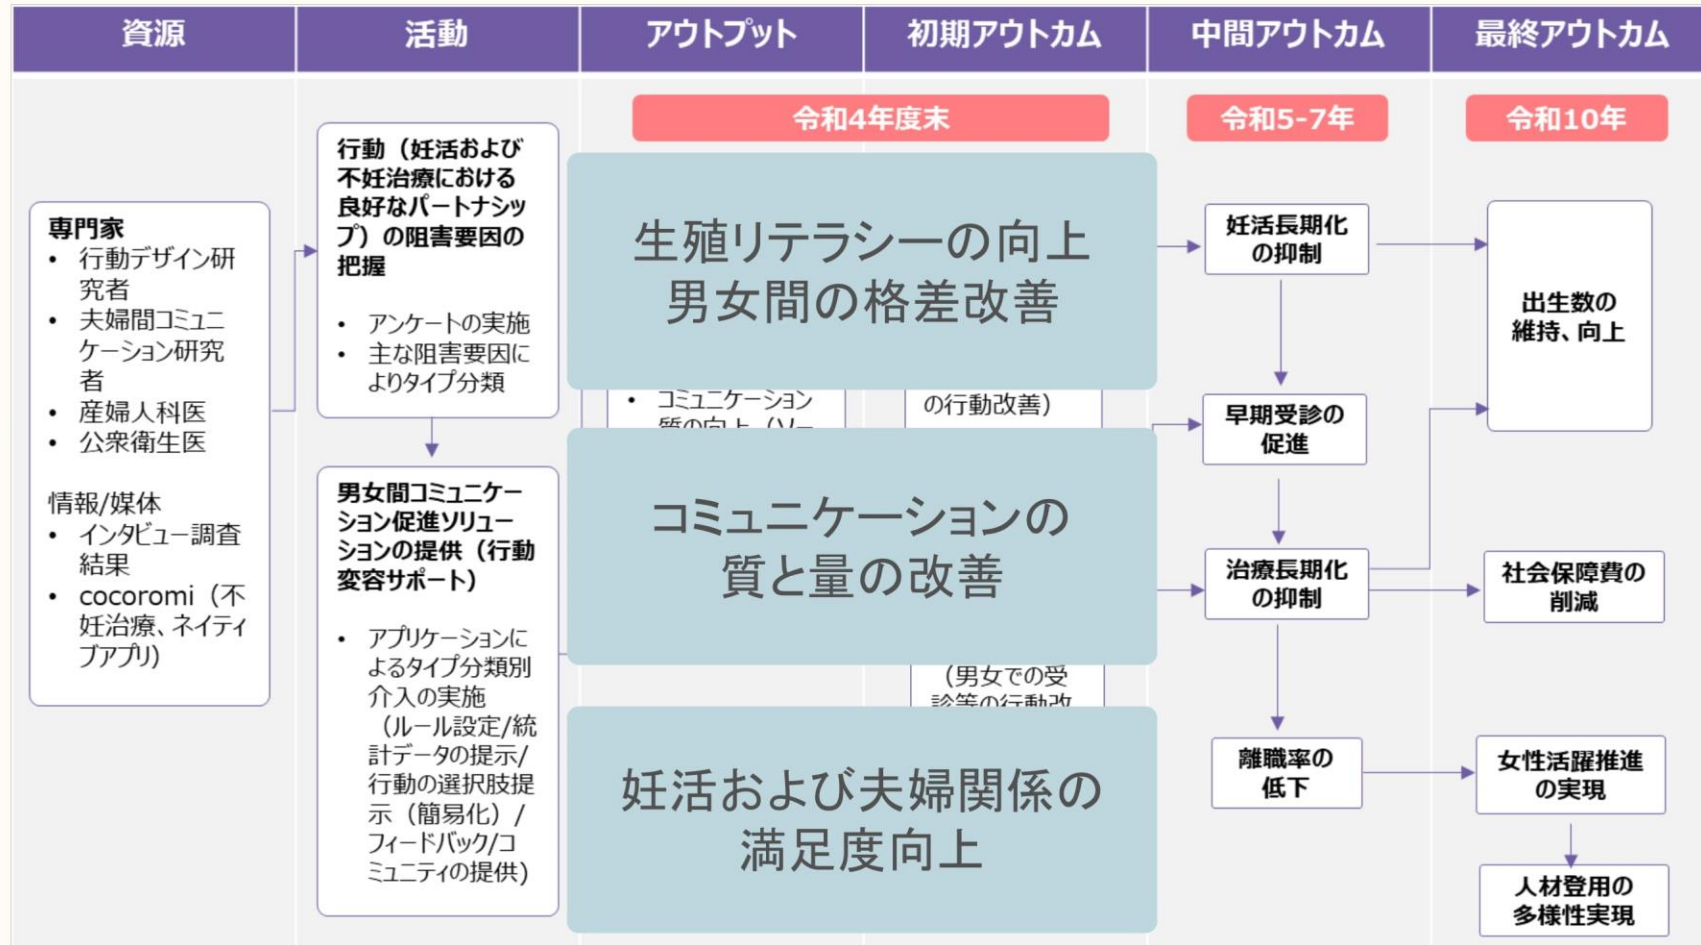 資源
活動
アウトプット
初期アウトカム
中間アウトカム
最終アウトカム
令和4年度末
令和5-7年
令和10年
専門家
• 行動デザイン研
究者
• 夫婦間コミュニ
ケーション研究
者
• 産婦人科医
• 公衆衛生医
情報/媒体
• インタビュー調査
結果
• cocoromi（不
妊治療、ネイティ
ブアプリ）
行動（妊活および
不妊治療における
良好なパートナシッ
プ）の阻害要因の
把握
• アンケートの実施
• 主な阻害要因に
よりタイプ分類
男女間コミュニケー
ション促進ソリュー
ションの提供（行動
変容サポート）
• アプリケーションに
よるタイプ分類別
介入の実施
（ルール設定/統
計データの提示/
行動の選択肢提
示（簡易化）/
フィードバック/コ
ミュニティの提供）
生殖リテラシーの向上
男女間の格差改善
• コミュニケーション
質の向上（ソー
の行動改善）
コミュニケーションの
質と量の改善
（男女での受
診等の行動改
妊活および夫婦関係の
満足度向上
妊活長期化
の抑制
早期受診の
促進
治療長期化
の抑制
離職率の
低下
出生数の
維持、向上
社会保障費の
削減
女性活躍推進
の実現
人材登用の
多様性実現